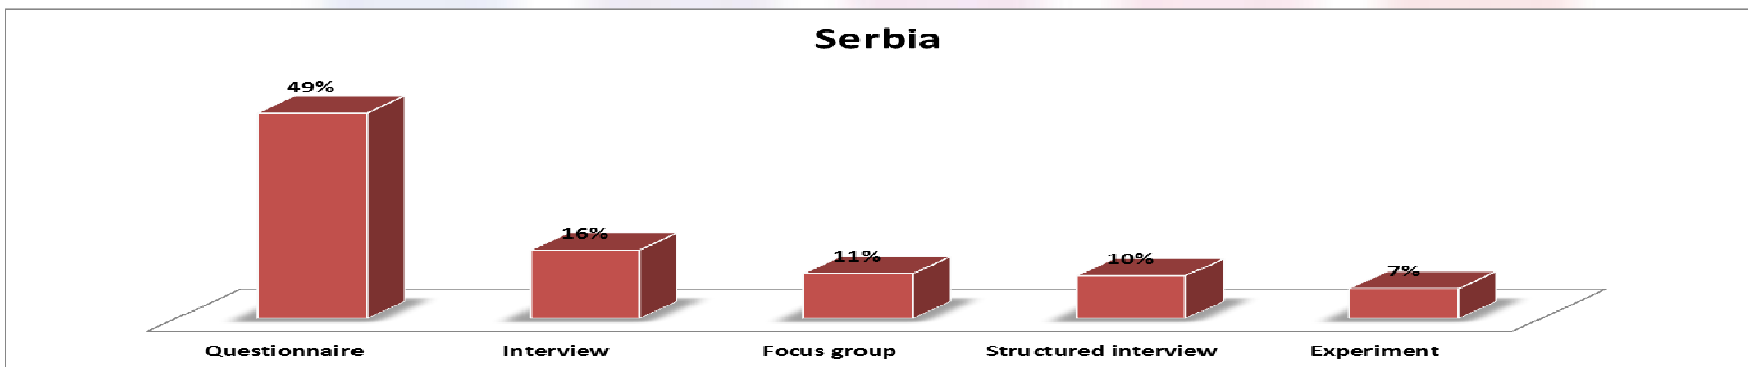 Serbia
49%
16%
11%
10%
7%
Questionnaire
Interview
Focus group
Structured interview
Experiment